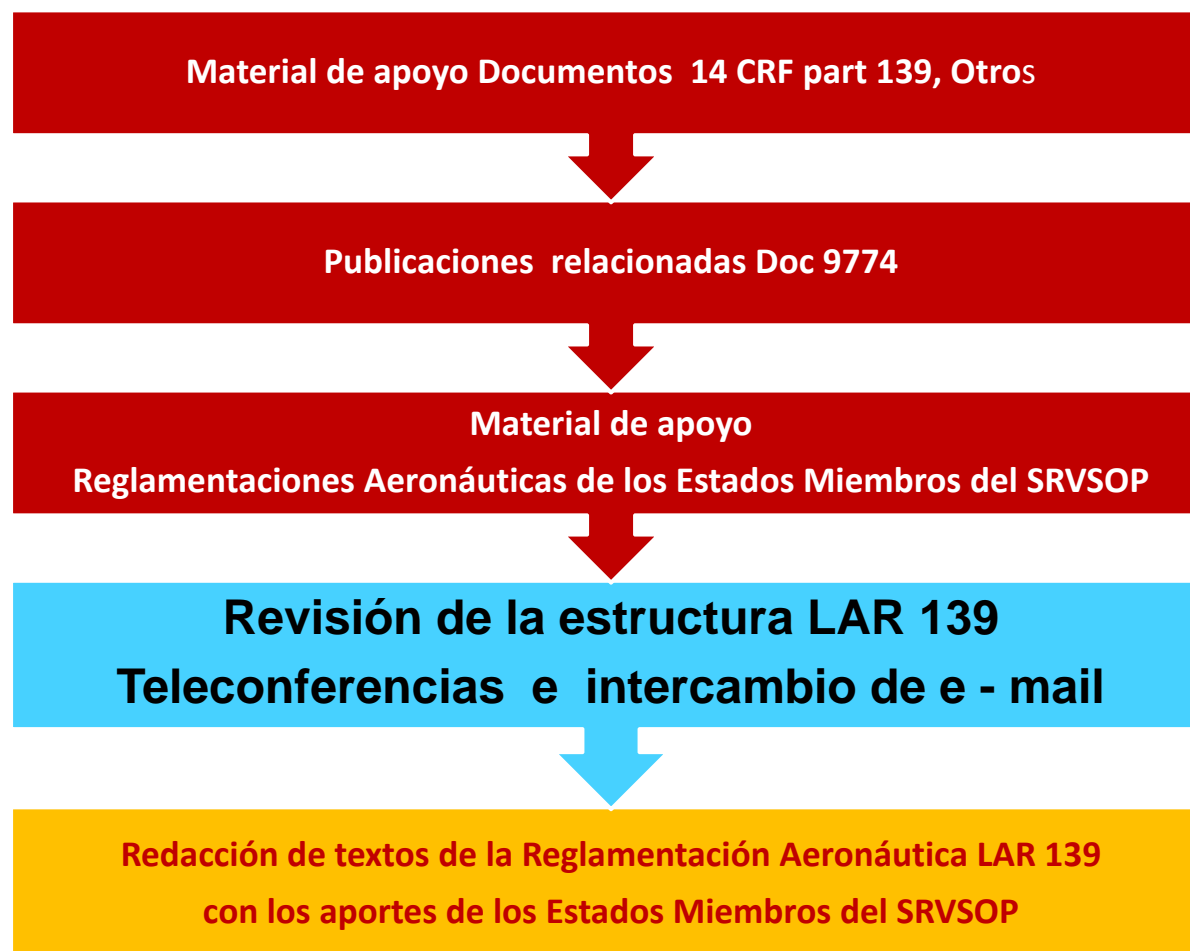 Material de apoyo Documentos  14 CRF part 139, Otros
Publicaciones  relacionadas Doc 9774
Material de apoyo
Reglamentaciones Aeronáuticas de los Estados Miembros del SRVSOP
Revisión de la estructura LAR 139
Teleconferencias  e  intercambio de e - mail
Redacción de textos de la Reglamentación Aeronáutica LAR 139
con los aportes de los Estados Miembros del SRVSOP